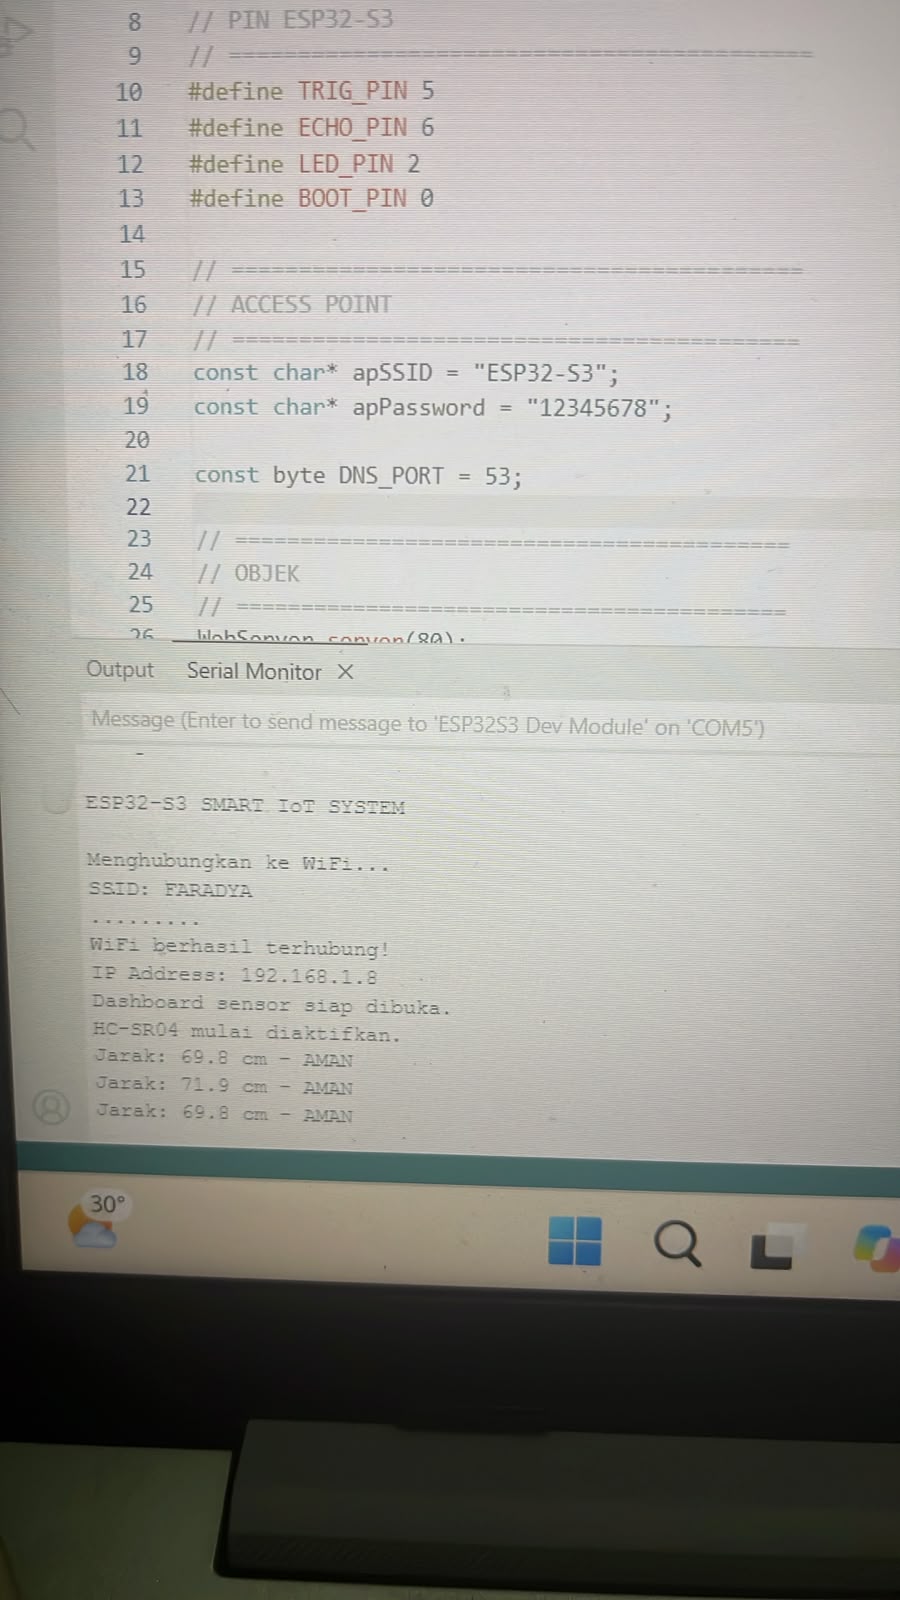 8 // PIN ESP32-S3
9 // ============================================
10 #define TRIG_PIN 5
11 #define ECHO_PIN 6
12 #define LED_PIN 2
13 #define BOOT_PIN 0
14
15 // ============================================
16 // ACCESS POINT
17 // ============================================
18 const char* apSSID = "ESP32-S3";
19 const char* apPassword = "12345678";
20
21 const byte DNS_PORT = 53;
22
23 // ============================================
24 // OBJEK
25 // ============================================
26 WebServer server(80);
Output Serial Monitor X
Message (Enter to send message to 'ESP32S3 Dev Module' on 'COM5')
ESP32-S3 SMART IoT SYSTEM
Menghubungkan ke WiFi...
SSID: FARADYA
.........
WiFi berhasil terhubung!
IP Address: 192.168.1.8
Dashboard sensor siap dibuka.
HC-SR04 mulai diaktifkan.
Jarak: 69.8 cm - AMAN
Jarak: 71.9 cm - AMAN
Jarak: 69.8 cm - AMAN
30°